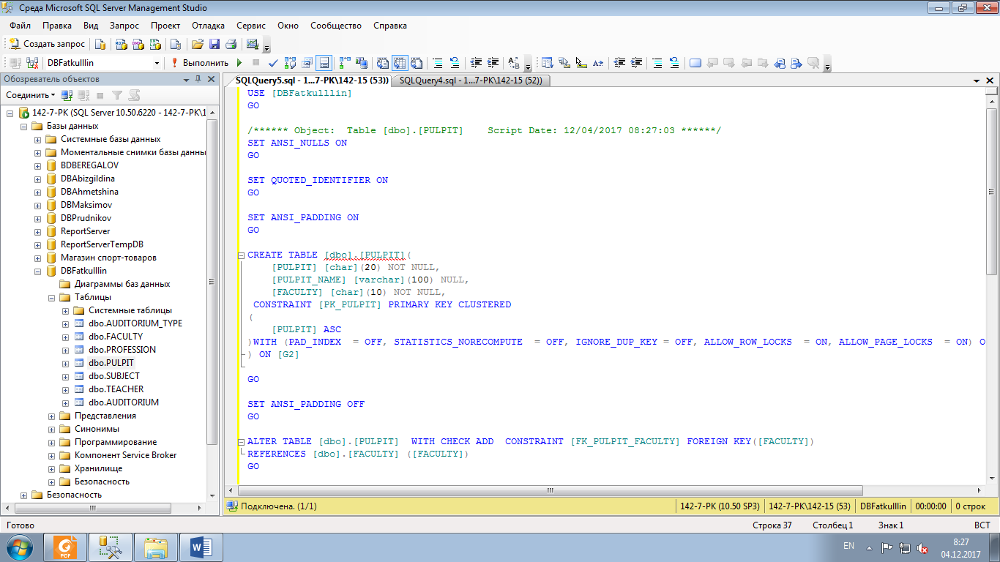 Среда Microsoft SQL Server Management Studio
Файл Правка Вид Запрос Проект Отладка Сервис Окно Сообщество Справка
Создать запрос
DBFatkulllin Выполнить
Обозреватель объектов
Соединить
142-7-PK (SQL Server 10.50.6220 - 142-7-PK\1
Базы данных
Системные базы данных
Моментальные снимки базы данны
BDBEREGALOV
DBAbizgildina
DBAhmetshina
DBMaksimov
DBPrudnikov
ReportServer
ReportServerTempDB
Магазин спорт-товаров
DBFatkulllin
Диаграммы баз данных
Таблицы
Системные таблицы
dbo.AUDITORIUM_TYPE
dbo.FACULTY
dbo.PROFESSION
dbo.PULPIT
dbo.SUBJECT
dbo.TEACHER
dbo.AUDITORIUM
Представления
Синонимы
Программирование
Компонент Service Broker
Хранилище
Безопасность
Безопасность
SQLQuery5.sql - 1...7-PK\142-15 (53)) SQLQuery4.sql - 1...7-PK\142-15 (52))
USE [DBFatkulllin]
GO
/****** Object:  Table [dbo].[PULPIT]    Script Date: 12/04/2017 08:27:03 ******/
SET ANSI_NULLS ON
GO
SET QUOTED_IDENTIFIER ON
GO
SET ANSI_PADDING ON
GO
CREATE TABLE [dbo].[PULPIT](
[PULPIT] [char](20) NOT NULL,
[PULPIT_NAME] [varchar](100) NULL,
[FACULTY] [char](10) NOT NULL,
CONSTRAINT [PK_PULPIT] PRIMARY KEY CLUSTERED
(
[PULPIT] ASC
)WITH (PAD_INDEX  = OFF, STATISTICS_NORECOMPUTE  = OFF, IGNORE_DUP_KEY = OFF, ALLOW_ROW_LOCKS  = ON, ALLOW_PAGE_LOCKS  = ON) O
) ON [G2]
GO
SET ANSI_PADDING OFF
GO
ALTER TABLE [dbo].[PULPIT]  WITH CHECK ADD  CONSTRAINT [FK_PULPIT_FACULTY] FOREIGN KEY([FACULTY])
REFERENCES [dbo].[FACULTY] ([FACULTY])
GO
Подключена. (1/1) 142-7-PK (10.50 SP3) 142-7-PK\142-15 (53) DBFatkulllin 00:00:00 0 строк
Готово Строка 37 Столбец 1 Знак 1 ВСТ
PDF
EN
8:27
04.12.2017